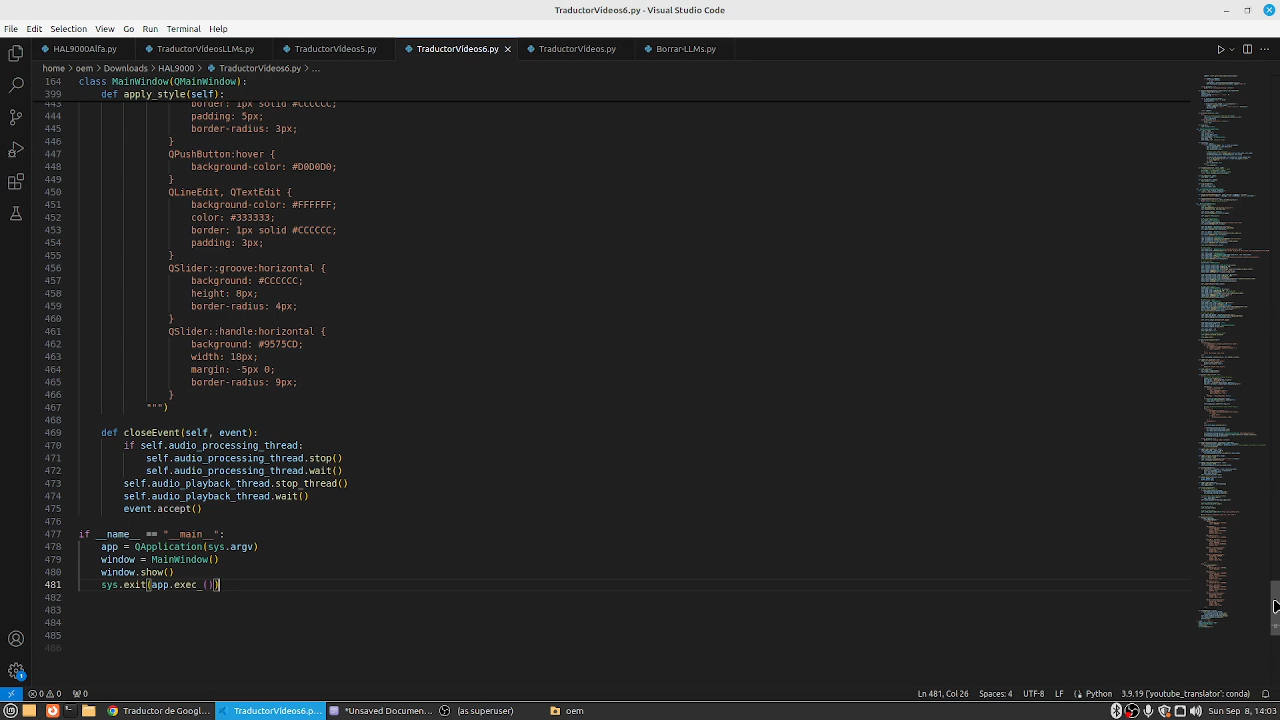 TraductorVideos6.py - Visual Studio Code
File Edit Selection View Go Run Terminal Help
HAL9000Alfa.py TraductorVideosLLMs.py TraductorVideos5.py TraductorVideos6.py TraductorVideos.py Borrar-LLMs.py
home > oem > Downloads > HAL9000 > TraductorVideos6.py > ...
164 class MainWindow(QMainWindow):
399 def apply_style(self):
443 border: 1px solid #CCCCCC;
444 padding: 5px;
445 border-radius: 3px;
446 }
447 QPushButton:hover {
448 background-color: #D0D0D0;
449 }
450 QLineEdit, QTextEdit {
451 background-color: #FFFFFF;
452 color: #333333;
453 border: 1px solid #CCCCCC;
454 padding: 3px;
455 }
456 QSlider::groove:horizontal {
457 background: #CCCCCC;
458 height: 8px;
459 border-radius: 4px;
460 }
461 QSlider::handle:horizontal {
462 background: #9575CD;
463 width: 18px;
464 margin: -5px 0;
465 border-radius: 9px;
466 }
467 """)
468
469 def closeEvent(self, event):
470 if self.audio_processing_thread:
471 self.audio_processing_thread.stop()
472 self.audio_processing_thread.wait()
473 self.audio_playback_thread.stop_thread()
474 self.audio_playback_thread.wait()
475 event.accept()
476
477 if __name__ == "__main__":
478 app = QApplication(sys.argv)
479 window = MainWindow()
480 window.show()
481 sys.exit(app.exec_())
482
483
484
485
486
0 0 0 Ln 481, Col 26 Spaces: 4 UTF-8 LF Python 3.9.19 ('youtube_translator': conda)
Traductor de Googl... TraductorVideos6.p... *Unsaved Documen... (as superuser) oem Sun Sep 8, 14:03